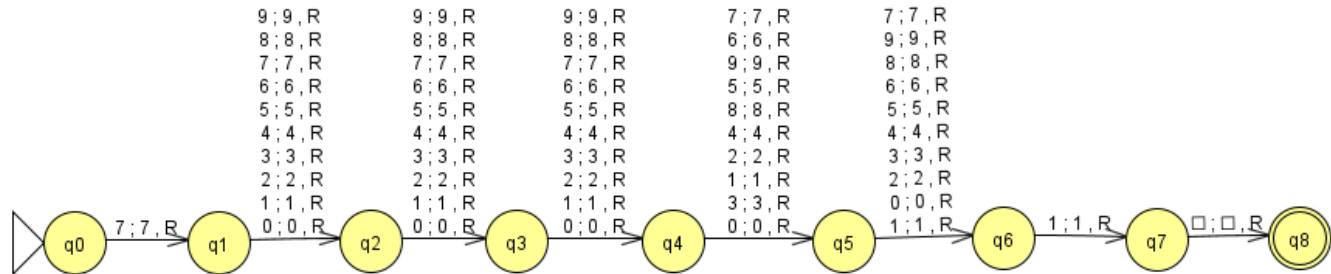 9 ; 9 , R 9 ; 9 , R 9 ; 9 , R 7 ; 7 , R 7 ; 7 , R
8 ; 8 , R 8 ; 8 , R 8 ; 8 , R 6 ; 6 , R 9 ; 9 , R
7 ; 7 , R 7 ; 7 , R 7 ; 7 , R 9 ; 9 , R 8 ; 8 , R
6 ; 6 , R 6 ; 6 , R 6 ; 6 , R 5 ; 5 , R 6 ; 6 , R
5 ; 5 , R 5 ; 5 , R 5 ; 5 , R 8 ; 8 , R 5 ; 5 , R
4 ; 4 , R 4 ; 4 , R 4 ; 4 , R 4 ; 4 , R 4 ; 4 , R
3 ; 3 , R 3 ; 3 , R 3 ; 3 , R 2 ; 2 , R 3 ; 3 , R
2 ; 2 , R 2 ; 2 , R 2 ; 2 , R 1 ; 1 , R 2 ; 2 , R
1 ; 1 , R 1 ; 1 , R 1 ; 1 , R 3 ; 3 , R 0 ; 0 , R
7 ; 7 , R 0 ; 0 , R 0 ; 0 , R 0 ; 0 , R 0 ; 0 , R 1 ; 1 , R 1 ; 1 , R □ ; □ , R
q0 q1 q2 q3 q4 q5 q6 q7 q8